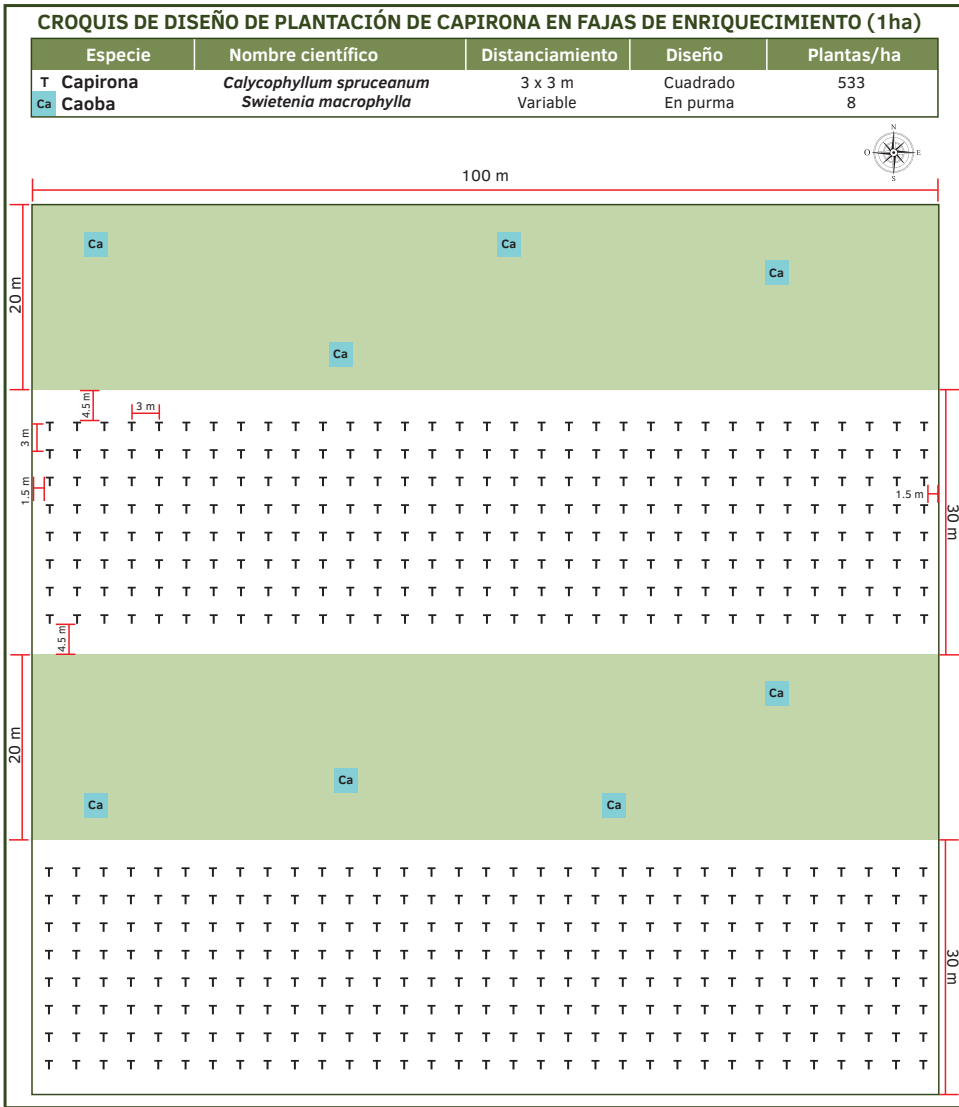 CROQUIS DE DISEÑO DE PLANTACIÓN DE CAPIRONA EN FAJAS DE ENRIQUECIMIENTO (1ha)
Especie Nombre científico Distanciamiento Diseño Plantas/ha
T Capirona Calycophyllum spruceanum 3 x 3 m Cuadrado 533
Ca Caoba Swietenia macrophylla Variable En purma 8
N
O E
S
100 m
20 m
Ca Ca
Ca
Ca
4.5 m 3 m
3 m
1.5 m
1.5 m
30 m
T T T T T T T T T T T T T T T T T T T T T T T T T T T T T T T T T
T T T T T T T T T T T T T T T T T T T T T T T T T T T T T T T T T
T T T T T T T T T T T T T T T T T T T T T T T T T T T T T T T T T
T T T T T T T T T T T T T T T T T T T T T T T T T T T T T T T T T
T T T T T T T T T T T T T T T T T T T T T T T T T T T T T T T T T
T T T T T T T T T T T T T T T T T T T T T T T T T T T T T T T T T
T T T T T T T T T T T T T T T T T T T T T T T T T T T T T T T T T
T T T T T T T T T T T T T T T T T T T T T T T T T T T T T T T T T
4.5 m
20 m
Ca
Ca
Ca Ca
30 m
T T T T T T T T T T T T T T T T T T T T T T T T T T T T T T T T T
T T T T T T T T T T T T T T T T T T T T T T T T T T T T T T T T T
T T T T T T T T T T T T T T T T T T T T T T T T T T T T T T T T T
T T T T T T T T T T T T T T T T T T T T T T T T T T T T T T T T T
T T T T T T T T T T T T T T T T T T T T T T T T T T T T T T T T T
T T T T T T T T T T T T T T T T T T T T T T T T T T T T T T T T T
T T T T T T T T T T T T T T T T T T T T T T T T T T T T T T T T T
T T T T T T T T T T T T T T T T T T T T T T T T T T T T T T T T T